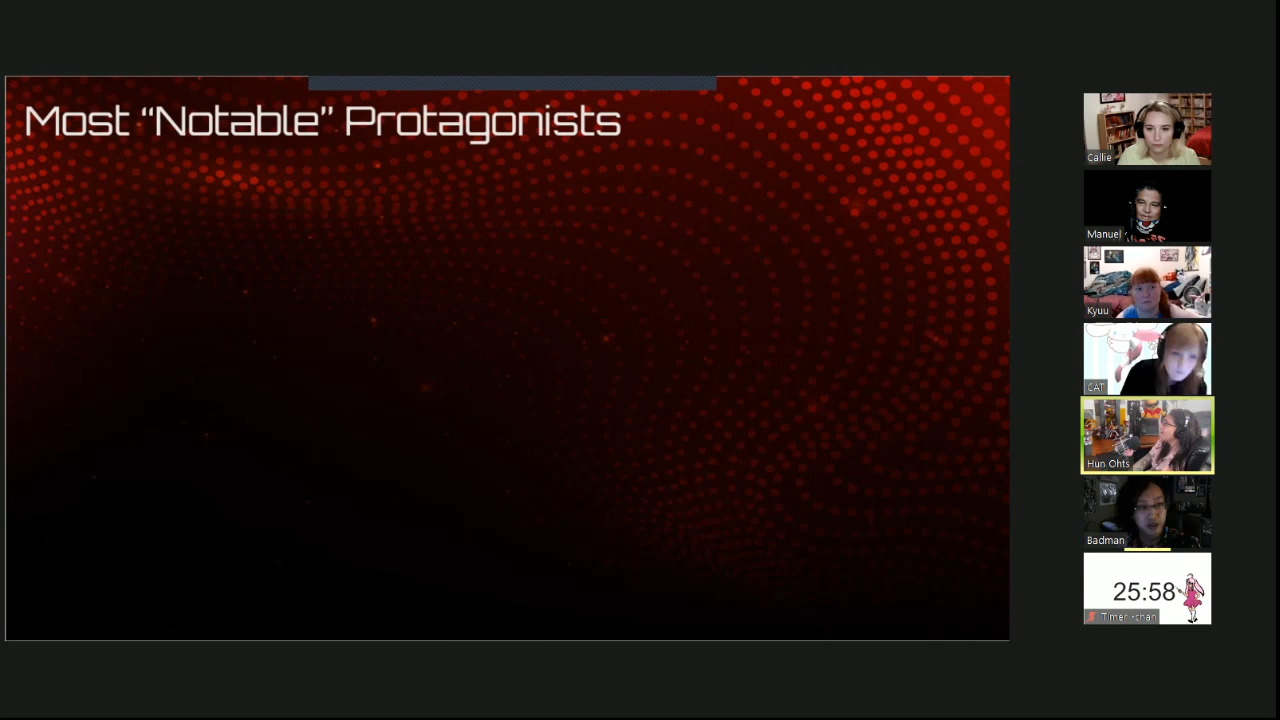 Most “Notable” Protagonists
Callie
Manuel
Kyuu
CAT
Hun Ohts
Badman
25:58
Timer -chan